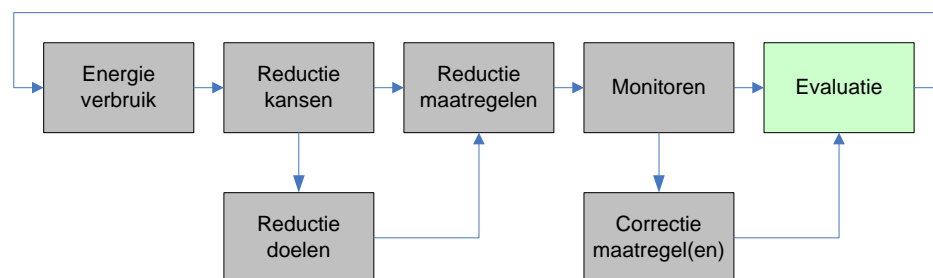 Energie
verbruik
Reductie
kansen
Reductie
maatregelen
Monitoren
Evaluatie
Reductie
doelen
Correctie
maatregel(en)